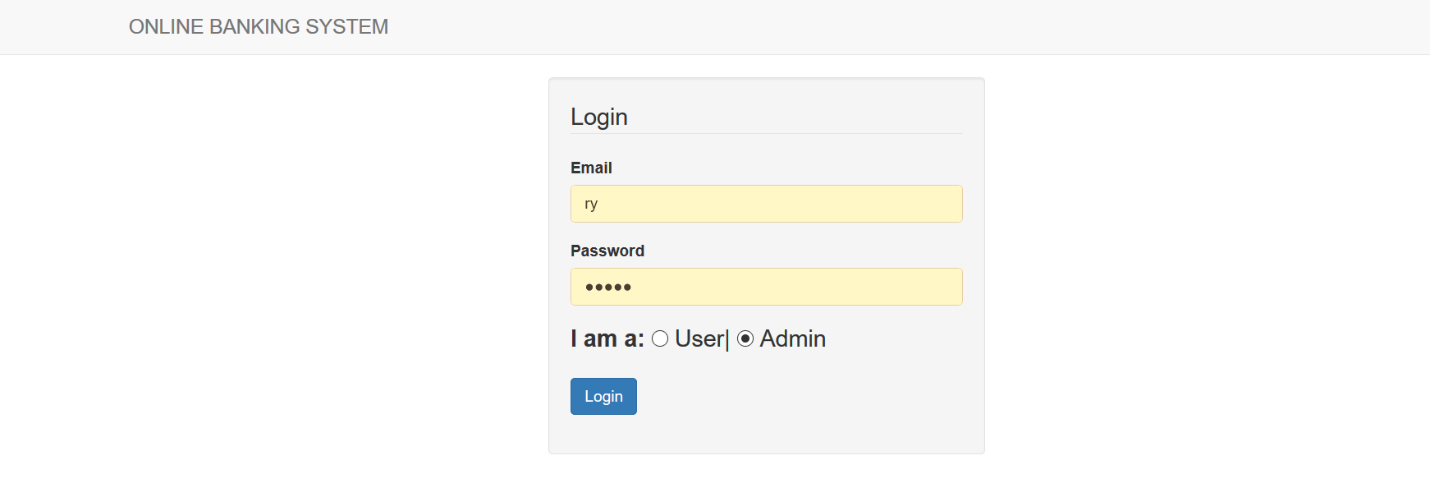 ONLINE BANKING SYSTEM
Login
Email
ry
Password
•••••
I am a: User| Admin
Login